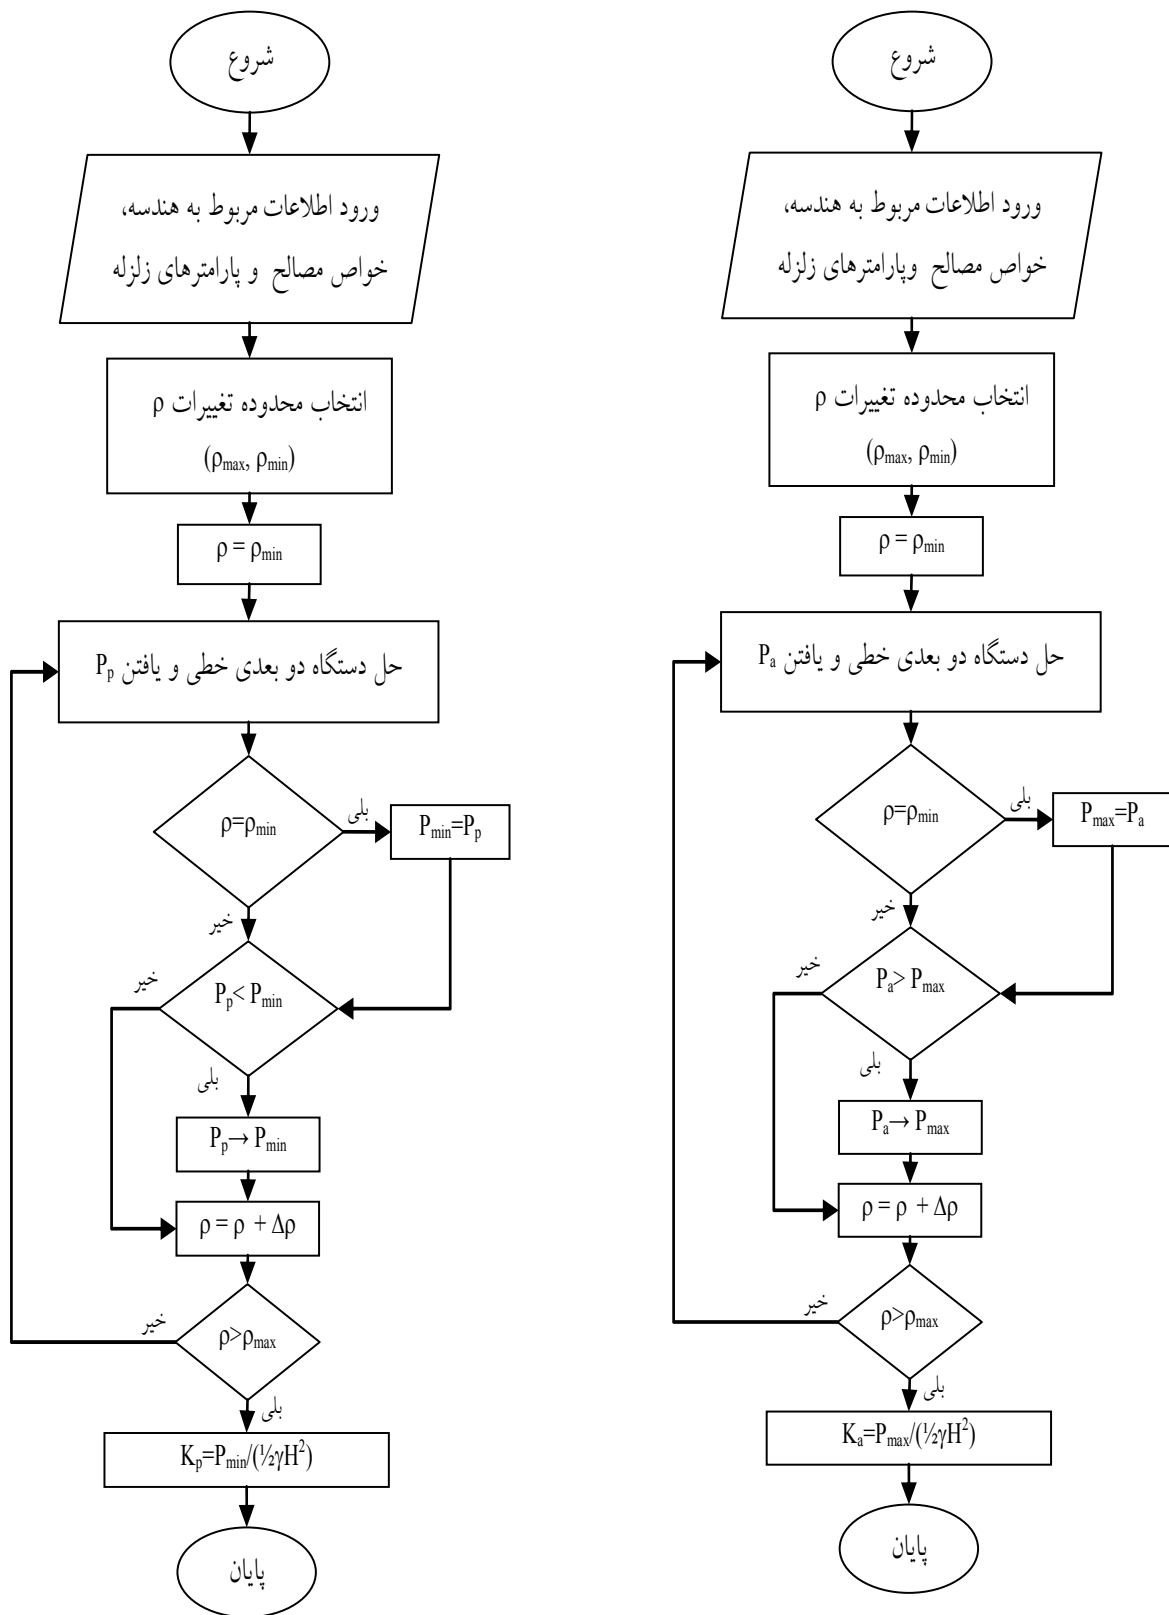 شروع
ورود اطلاعات مربوط به هندسه،
خواص مصالح و پارامترهای زلزله
انتخاب محدوده تغییرات ρ
(ρmax, ρmin)
ρ = ρmin
حل دستگاه دو بعدی خطی و یافتن Pp
ρ=ρmin
بلی
Pmin=Pp
خیر
Pp< Pmin
خیر
بلی
Pp→ Pmin
ρ = ρ + Δρ
ρ>ρmax
خیر
بلی
Kp=Pmin/(½γH²)
پایان
شروع
ورود اطلاعات مربوط به هندسه،
خواص مصالح وپارامترهای زلزله
انتخاب محدوده تغییرات ρ
(ρmax, ρmin)
ρ = ρmin
حل دستگاه دو بعدی خطی و یافتن Pa
ρ=ρmin
بلی
Pmax=Pa
خیر
Pa> Pmax
خیر
بلی
Pa→ Pmax
ρ = ρ + Δρ
ρ>ρmax
خیر
بلی
Ka=Pmax/(½γH²)
پایان